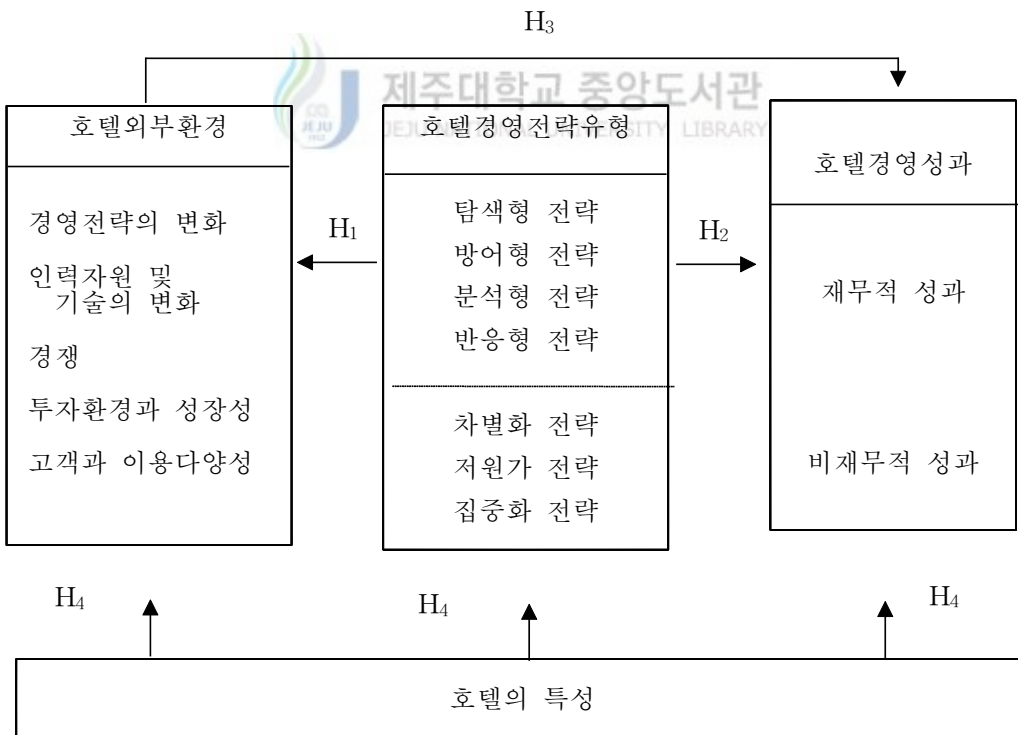 H₃
제주대학교 중앙도서관
JEJU NATIONAL UNIVERSITY LIBRARY
JEJU
1952
호텔외부환경
경영전략의 변화
인력자원 및
기술의 변화
경쟁
투자환경과 성장성
고객과 이용다양성
H₁
호텔경영전략유형
탐색형 전략
방어형 전략
분석형 전략
반응형 전략
차별화 전략
저원가 전략
집중화 전략
H₂
호텔경영성과
재무적 성과
비재무적 성과
H₄
H₄
H₄
호텔의 특성